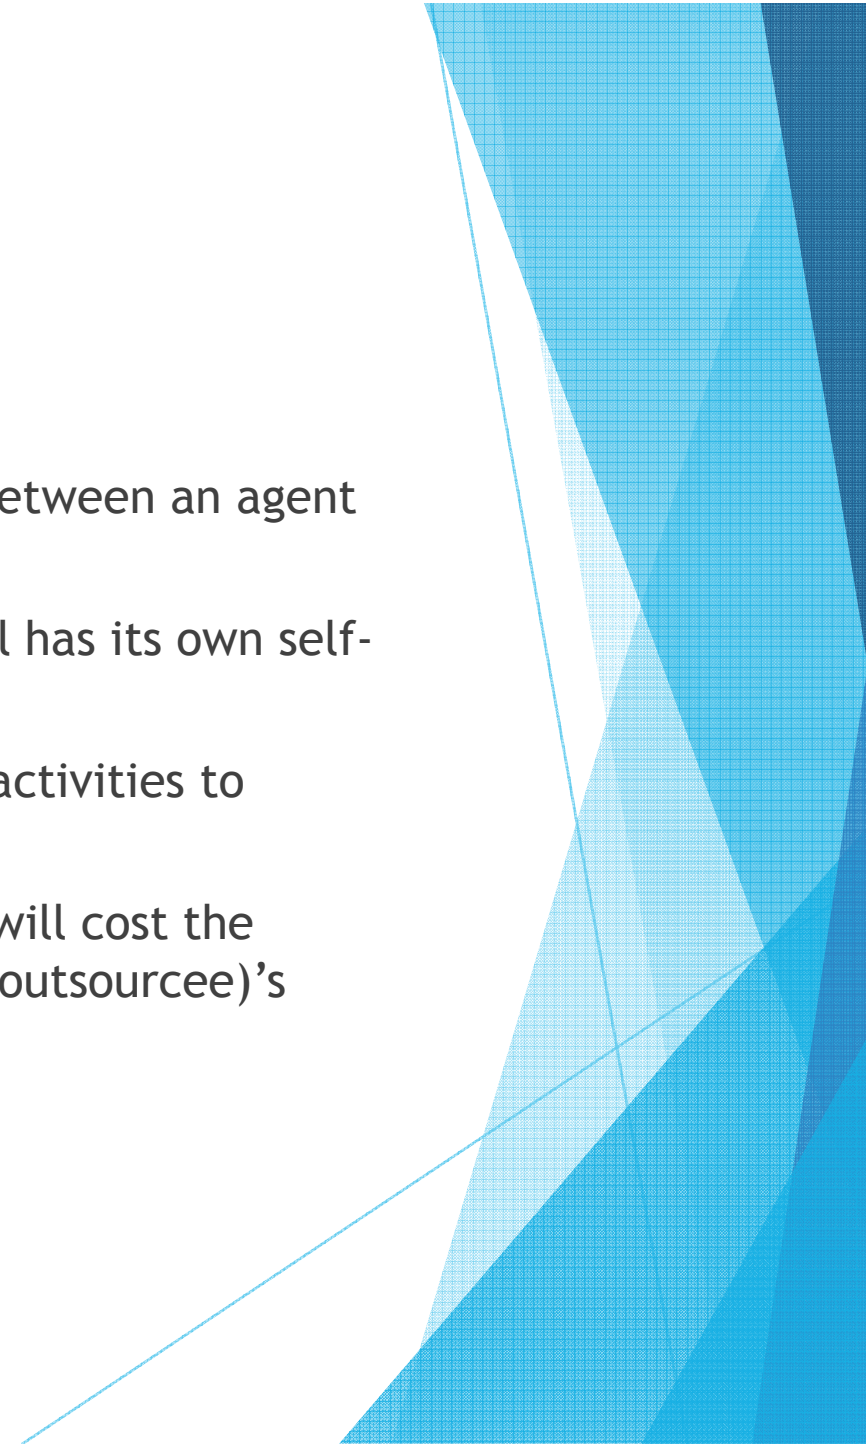 etween an agent
l has its own self-
activities to
will cost the
outsourcee)’s